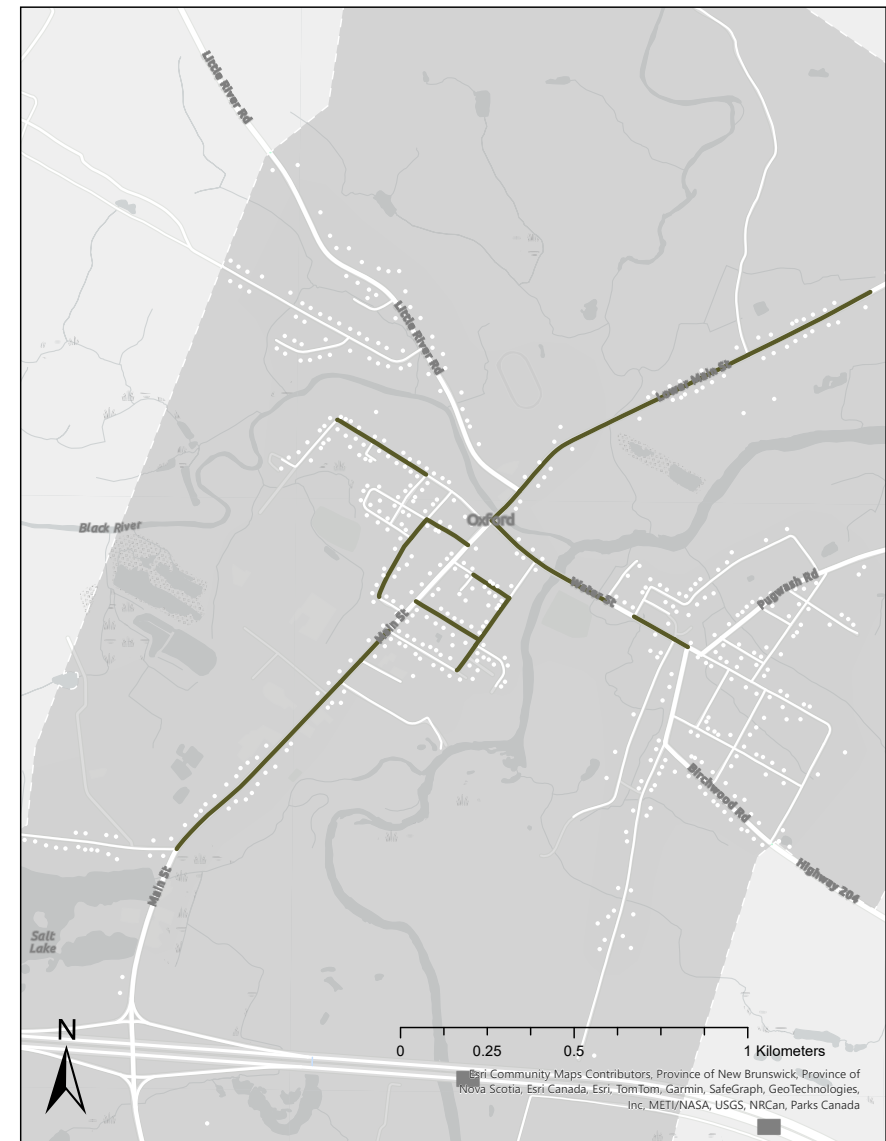 Little River Rd
Little River Rd
Lower Main St
Black River
Oxford
Water St
Pugwash Rd
Main St
Birchwood Rd
Highway 204
Main St
Salt
Lake
N
0 0.25 0.5 1 Kilometers
Esri Community Maps Contributors, Province of New Brunswick, Province of
Nova Scotia, Esri Canada, Esri, TomTom, Garmin, SafeGraph, GeoTechnologies,
Inc, METI/NASA, USGS, NRCan, Parks Canada